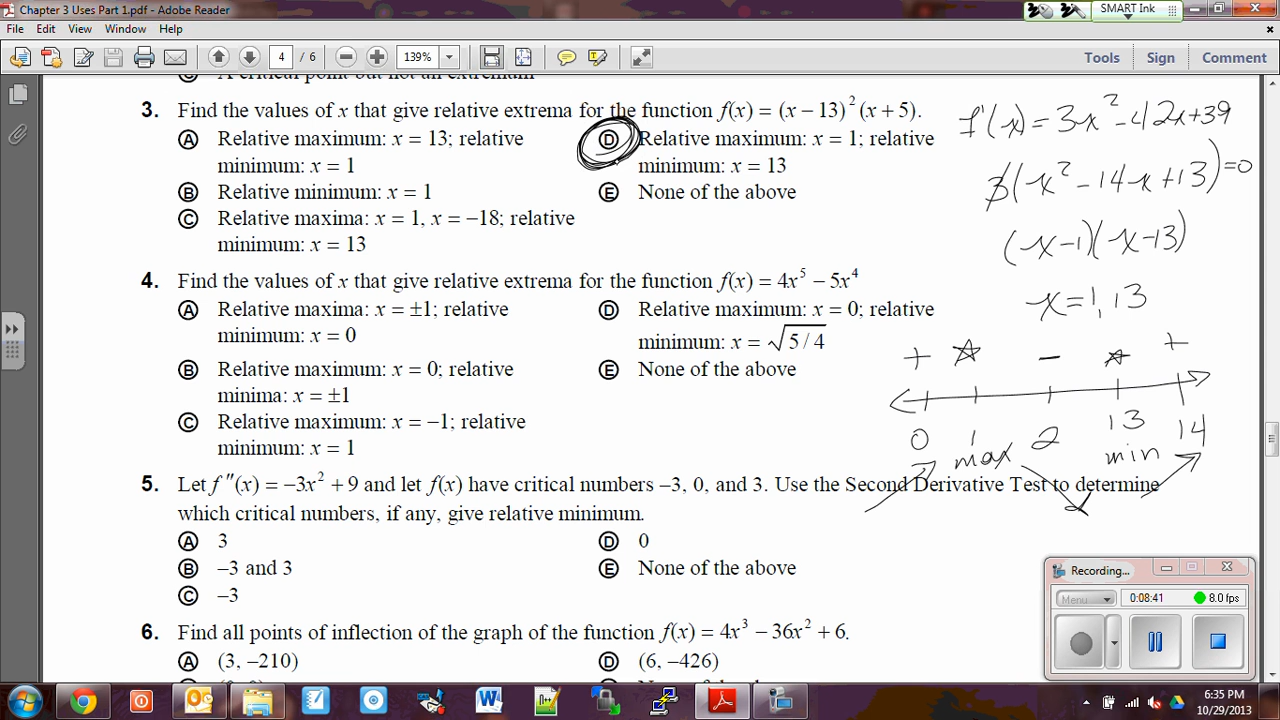 Chapter 3 Uses Part 1.pdf - Adobe Reader
SMART Ink
File Edit View Window Help
4 / 6 139% Tools Sign Comment
A critical point but not an extremum
3. Find the values of x that give relative extrema for the function f(x) = (x − 13)²(x + 5).
A Relative maximum: x = 13; relative
minimum: x = 1
B Relative minimum: x = 1
C Relative maxima: x = 1, x = −18; relative
minimum: x = 13
D Relative maximum: x = 1; relative
minimum: x = 13
E None of the above
f'(x) = 3x² − 42x + 39
3(x² − 14x + 13) = 0
(x − 1)(x − 13)
x = 1, 13
+ − +
0 1 2 13 14
max min
4. Find the values of x that give relative extrema for the function f(x) = 4x⁵ − 5x⁴
A Relative maxima: x = ±1; relative
minimum: x = 0
B Relative maximum: x = 0; relative
minima: x = ±1
C Relative maximum: x = −1; relative
minimum: x = 1
D Relative maximum: x = 0; relative
minimum: x = √5 / 4
E None of the above
5. Let f ″(x) = −3x² + 9 and let f(x) have critical numbers −3, 0, and 3. Use the Second Derivative Test to determine
which critical numbers, if any, give relative minimum.
A 3
B −3 and 3
C −3
D 0
E None of the above
6. Find all points of inflection of the graph of the function f(x) = 4x³ − 36x² + 6.
A (3, −210)
D (6, −426)
Recording...
Menu 0:08:41 8.0 fps
6:35 PM
10/29/2013